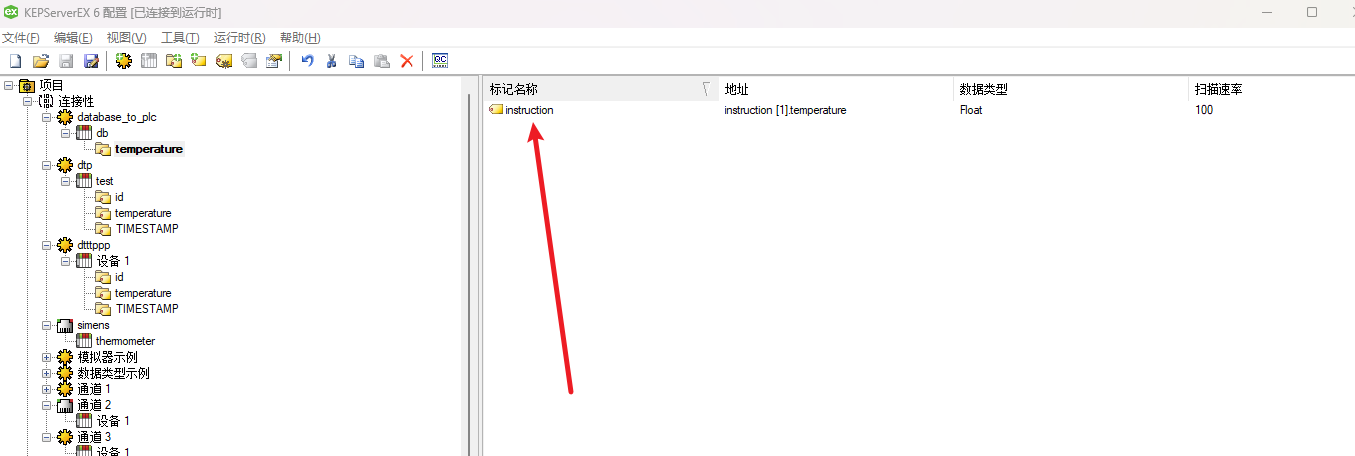 KEPServerEX 6 配置 [已连接到运行时]
文件(F) 编辑(E) 视图(V) 工具(T) 运行时(R) 帮助(H)
QC
项目
连接性
database_to_plc
db
temperature
dtp
test
id
temperature
TIMESTAMP
dtttppp
设备 1
id
temperature
TIMESTAMP
simens
thermometer
模拟器示例
数据类型示例
通道 1
通道 2
设备 1
通道 3
设备 1
标记名称 地址 数据类型 扫描速率
instruction instruction [1].temperature Float 100